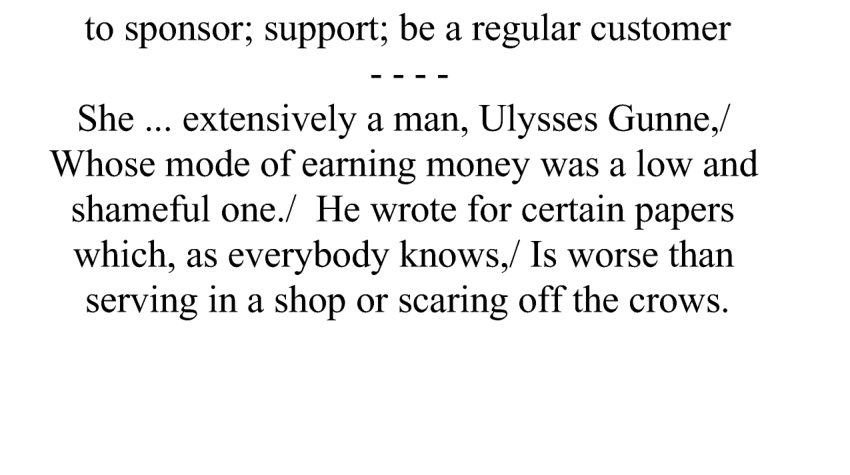 to sponsor; support; be a regular customer
- - - -
She ... extensively a man, Ulysses Gunne,/
Whose mode of earning money was a low and
shameful one./  He wrote for certain papers
which, as everybody knows,/ Is worse than
serving in a shop or scaring off the crows.